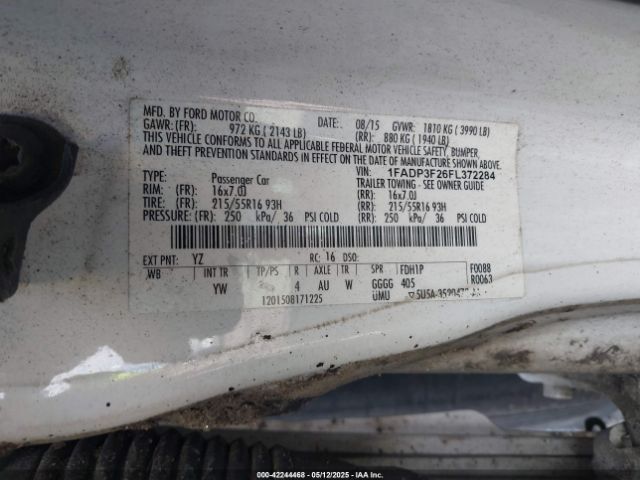 MFD. BY FORD MOTOR CO. DATE: 08/15 GVWR: 1810 KG ( 3990 LB)
GAWR: (FR): 972 KG ( 2143 LB) (RR): 880 KG ( 1940 LB)
THIS VEHICLE CONFORMS TO ALL APPLICABLE FEDERAL MOTOR VEHICLE SAFETY, BUMPER,
AND THEFT PREVENTION STANDARDS IN EFFECT ON THE DATE OF MANUFACTURE SHOWN ABOVE.
VIN: 1FADP3F26FL372284
TYPE: Passenger Car TRAILER TOWING - SEE OWNER MANUAL
RIM: (FR): 16x7.0J (RR): 16x7.0J
TIRE: (FR): 215/55R16 93H (RR): 215/55R16 93H
PRESSURE: (FR): 250 kPa/ 36 PSI COLD (RR): 250 kPa/ 36 PSI COLD
EXT PNT: YZ RC: 16 DSO:
WB INT TR TP/PS R AXLE TR SPR FDH1P F0088
YW 4 AU W GGGG 405 R0063
1201508171225 UMU
000-42244468 - 05/12/2025 - IAA Inc.